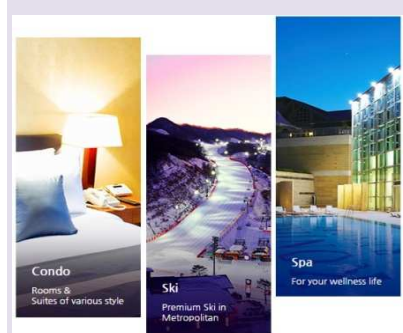 Condo
Rooms &
Suites of various style
Ski
Premium Ski in
Metropolitan
Spa
For your wellness life